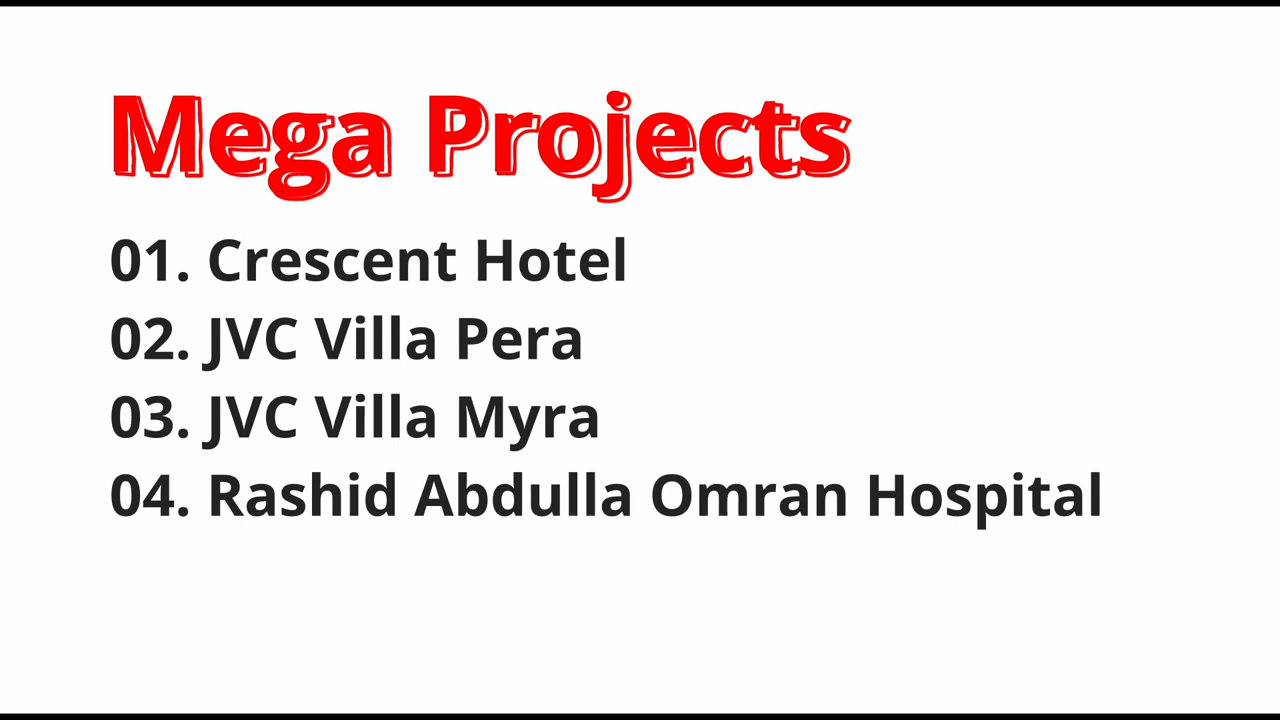 Mega Projects
01. Crescent Hotel
02. JVC Villa Pera
03. JVC Villa Myra
04. Rashid Abdulla Omran Hospital